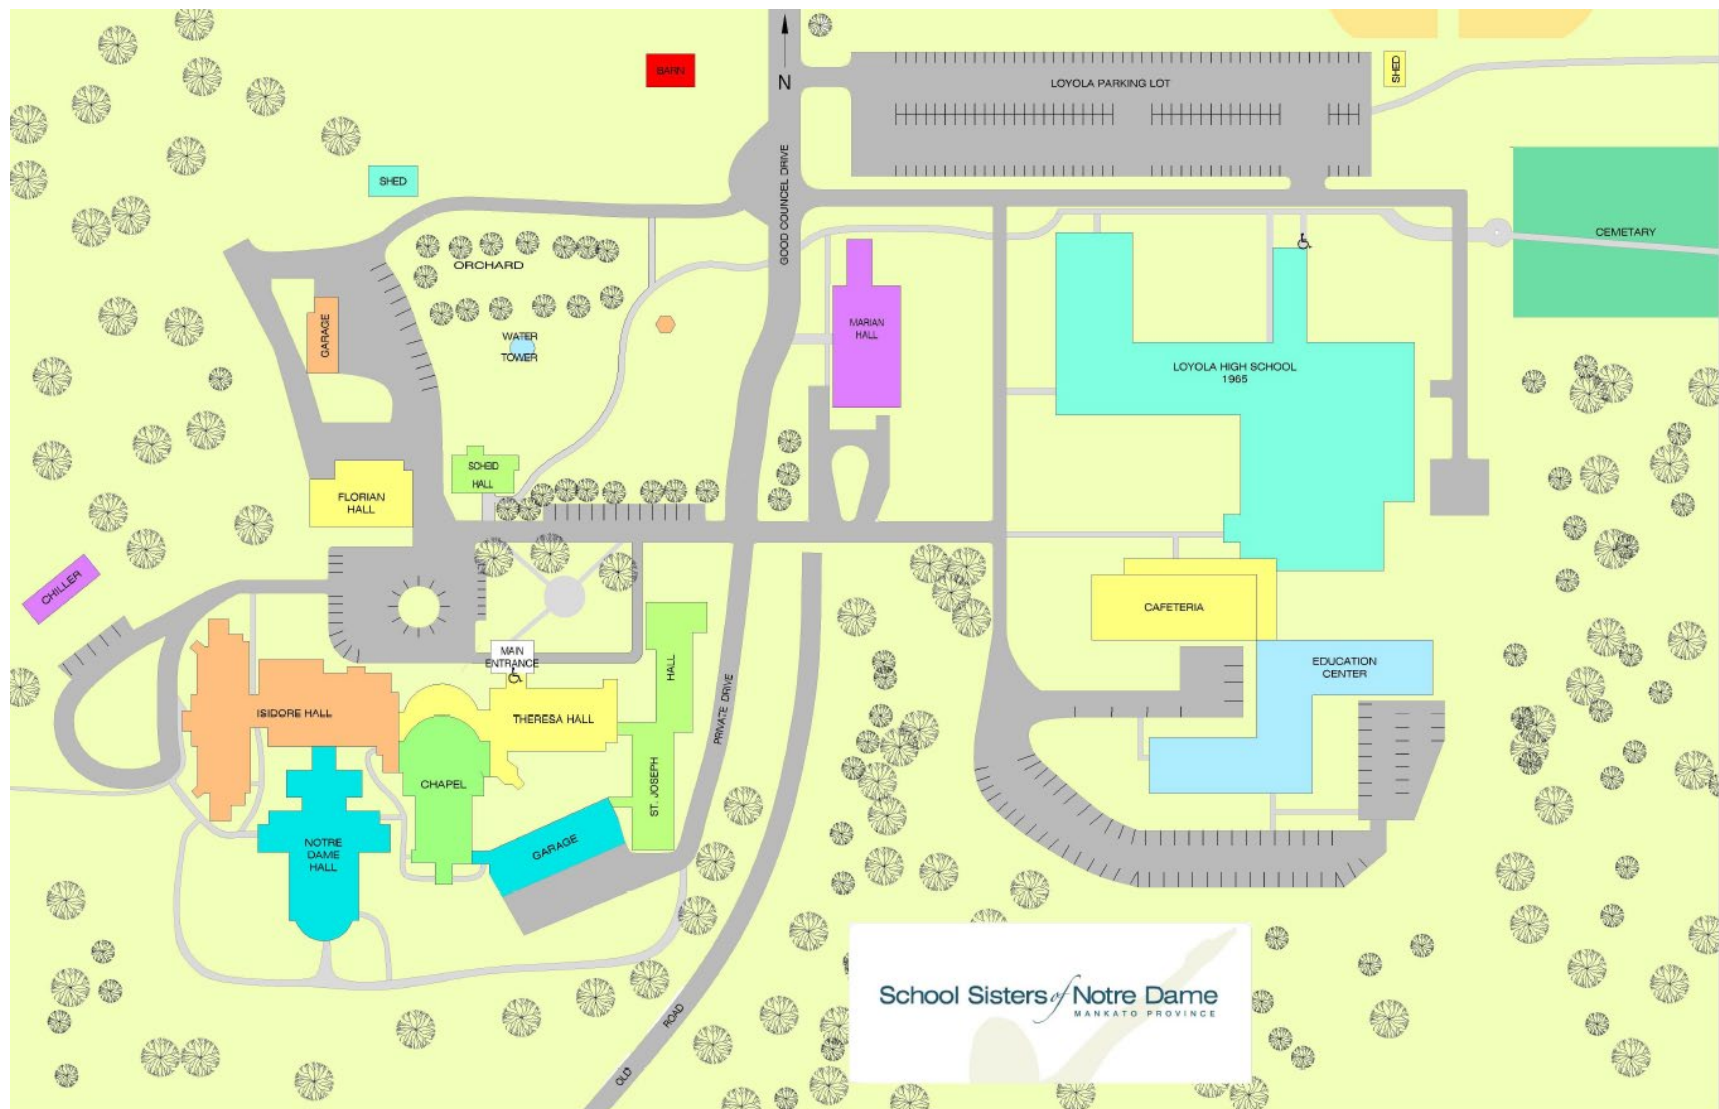 BARN
N
LOYOLA PARKING LOT
SHED
SHED
GOOD COUNCEL DRIVE
CEMETARY
ORCHARD
GARAGE
WATER
TOWER
MARIAN
HALL
LOYOLA HIGH SCHOOL
1965
SCHEID
HALL
FLORIAN
HALL
CHILLER
CAFETERIA
MAIN
ENTRANCE
HALL
EDUCATION
CENTER
ISIDORE HALL
THERESA HALL
PRIVATE DRIVE
CHAPEL
ST. JOSEPH
NOTRE
DAME
HALL
GARAGE
School Sisters of Notre Dame
MANKATO PROVINCE
OLD ROAD